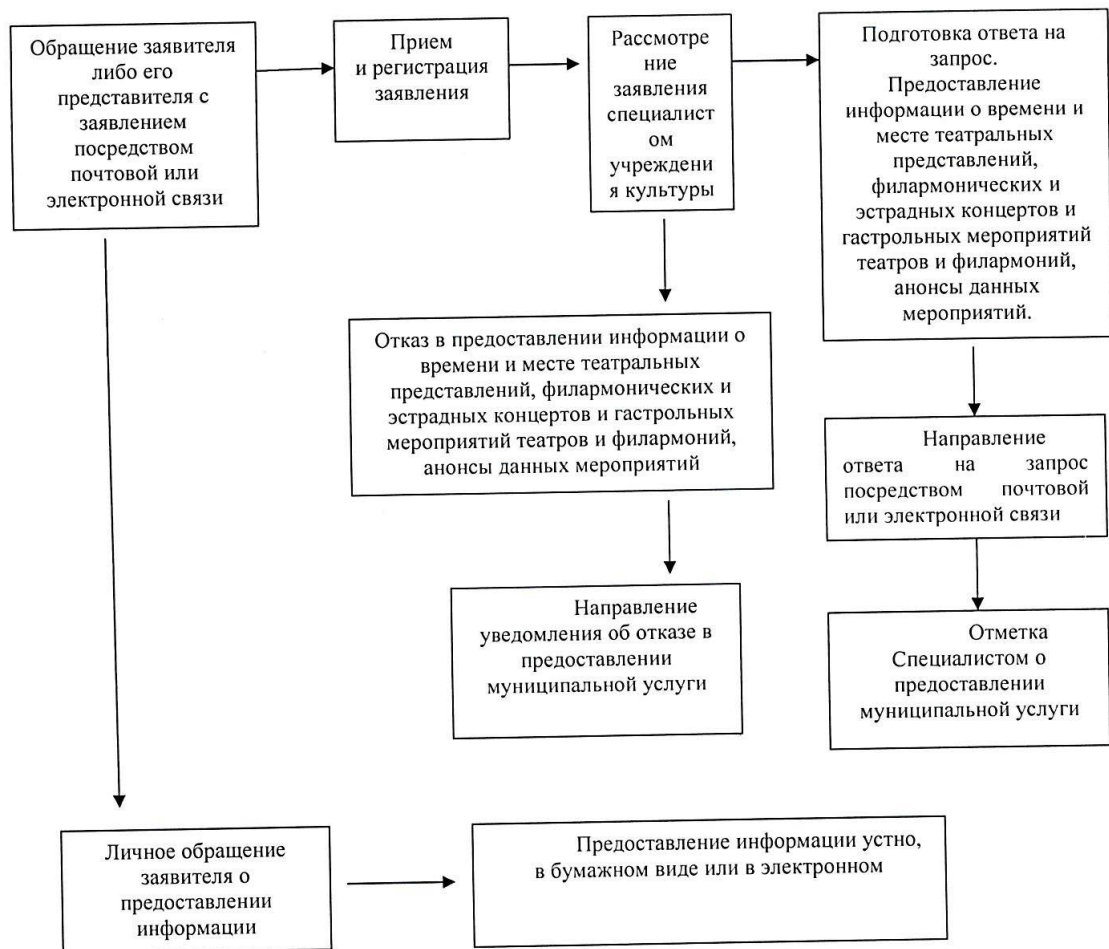 Обращение заявителя
либо его
представителя с
заявлением
посредством
почтовой или
электронной связи
Прием
и регистрация
заявления
Рассмотре
ние
заявления
специалист
ом
учреждени
я культуры
Подготовка ответа на
запрос.
Предоставление
информации о времени и
месте театральных
представлений,
филармонических и
эстрадных концертов и
гастрольных мероприятий
театров и филармоний,
анонсы данных
мероприятий.
Отказ в предоставлении информации о
времени и месте театральных
представлений, филармонических и
эстрадных концертов и гастрольных
мероприятий театров и филармоний,
анонсы данных мероприятий
Направление
ответа на запрос
посредством почтовой
или электронной связи
Направление
уведомления об отказе в
предоставлении
муниципальной услуги
Отметка
Специалистом о
предоставлении
муниципальной услуги
Личное обращение
заявителя о
предоставлении
информации
Предоставление информации устно,
в бумажном виде или в электронном